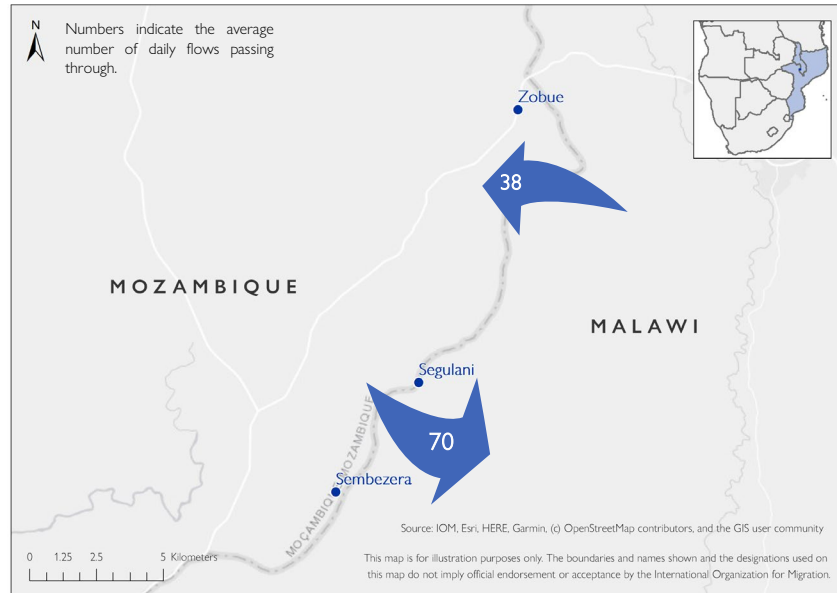 N
Numbers indicate the average
number of daily flows passing
through.
Zobue
38
MOZAMBIQUE
MALAWI
Segulani
70
MOÇAMBIQUE MOZAMBIQUE
Sembezera
Source: IOM, Esri, HERE, Garmin, (c) OpenStreetMap contributors, and the GIS user community
0 1.25 2.5 5 Kilometers
This map is for illustration purposes only. The boundaries and names shown and the designations used on
this map do not imply official endorsement or acceptance by the International Organization for Migration.